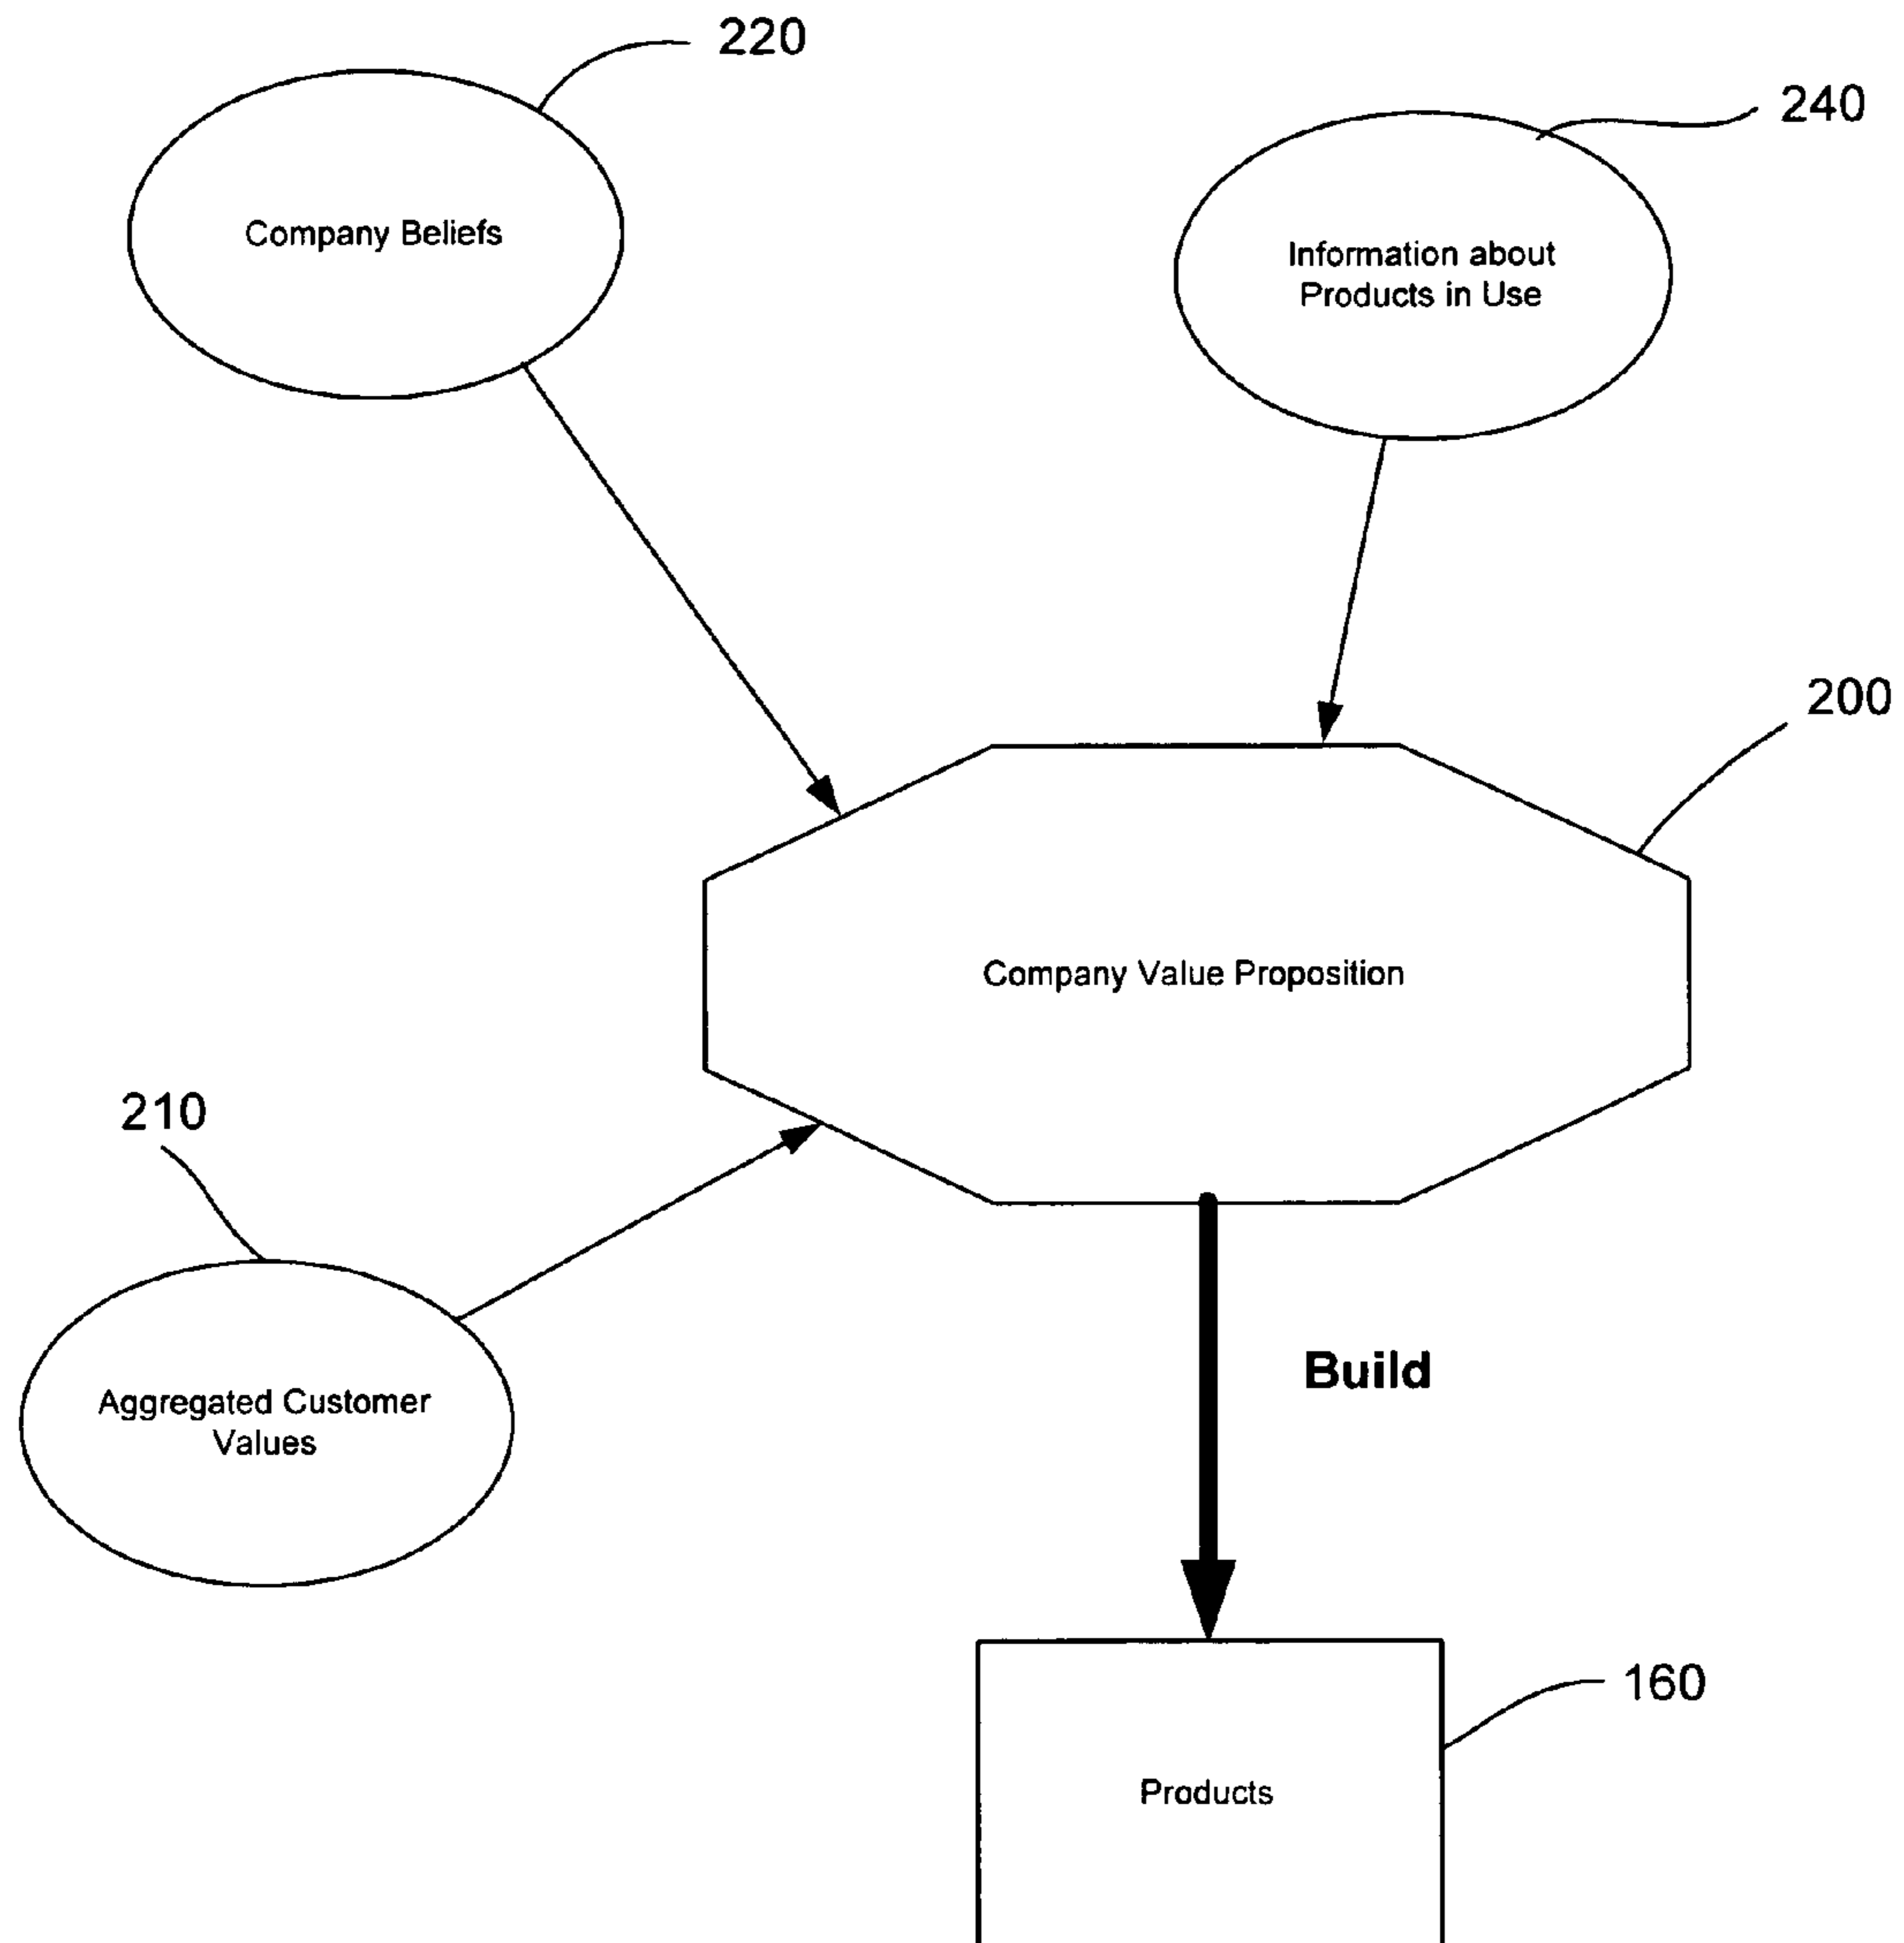 220
240
Company Beliefs
Information about
Products in Use
200
Company Value Proposition
210
Build
Aggregated Customer
Values
160
Products